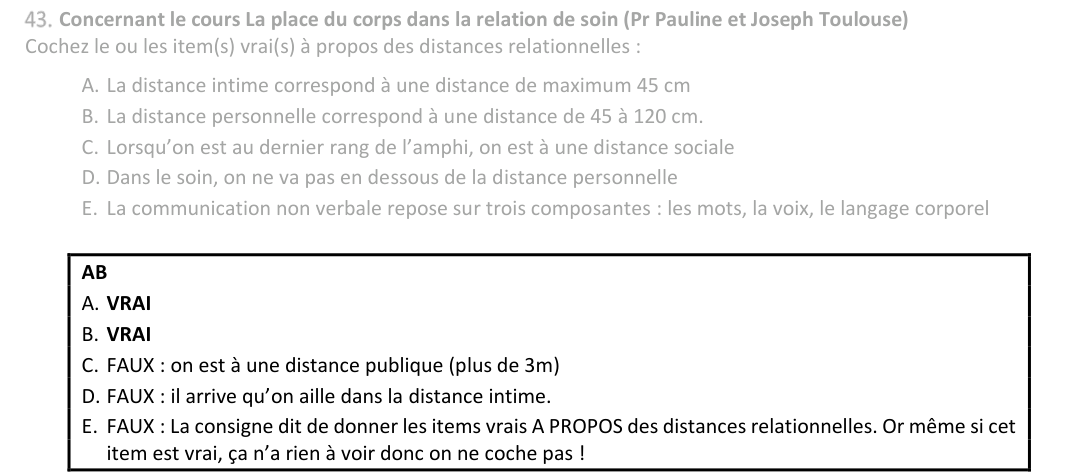 43. Concernant le cours La place du corps dans la relation de soin (Pr Pauline et Joseph Toulouse)
Cochez le ou les item(s) vrai(s) à propos des distances relationnelles :
A. La distance intime correspond à une distance de maximum 45 cm
B. La distance personnelle correspond à une distance de 45 à 120 cm.
C. Lorsqu’on est au dernier rang de l’amphi, on est à une distance sociale
D. Dans le soin, on ne va pas en dessous de la distance personnelle
E. La communication non verbale repose sur trois composantes : les mots, la voix, le langage corporel
AB
A. VRAI
B. VRAI
C. FAUX : on est à une distance publique (plus de 3m)
D. FAUX : il arrive qu’on aille dans la distance intime.
E. FAUX : La consigne dit de donner les items vrais A PROPOS des distances relationnelles. Or même si cet
item est vrai, ça n’a rien à voir donc on ne coche pas !